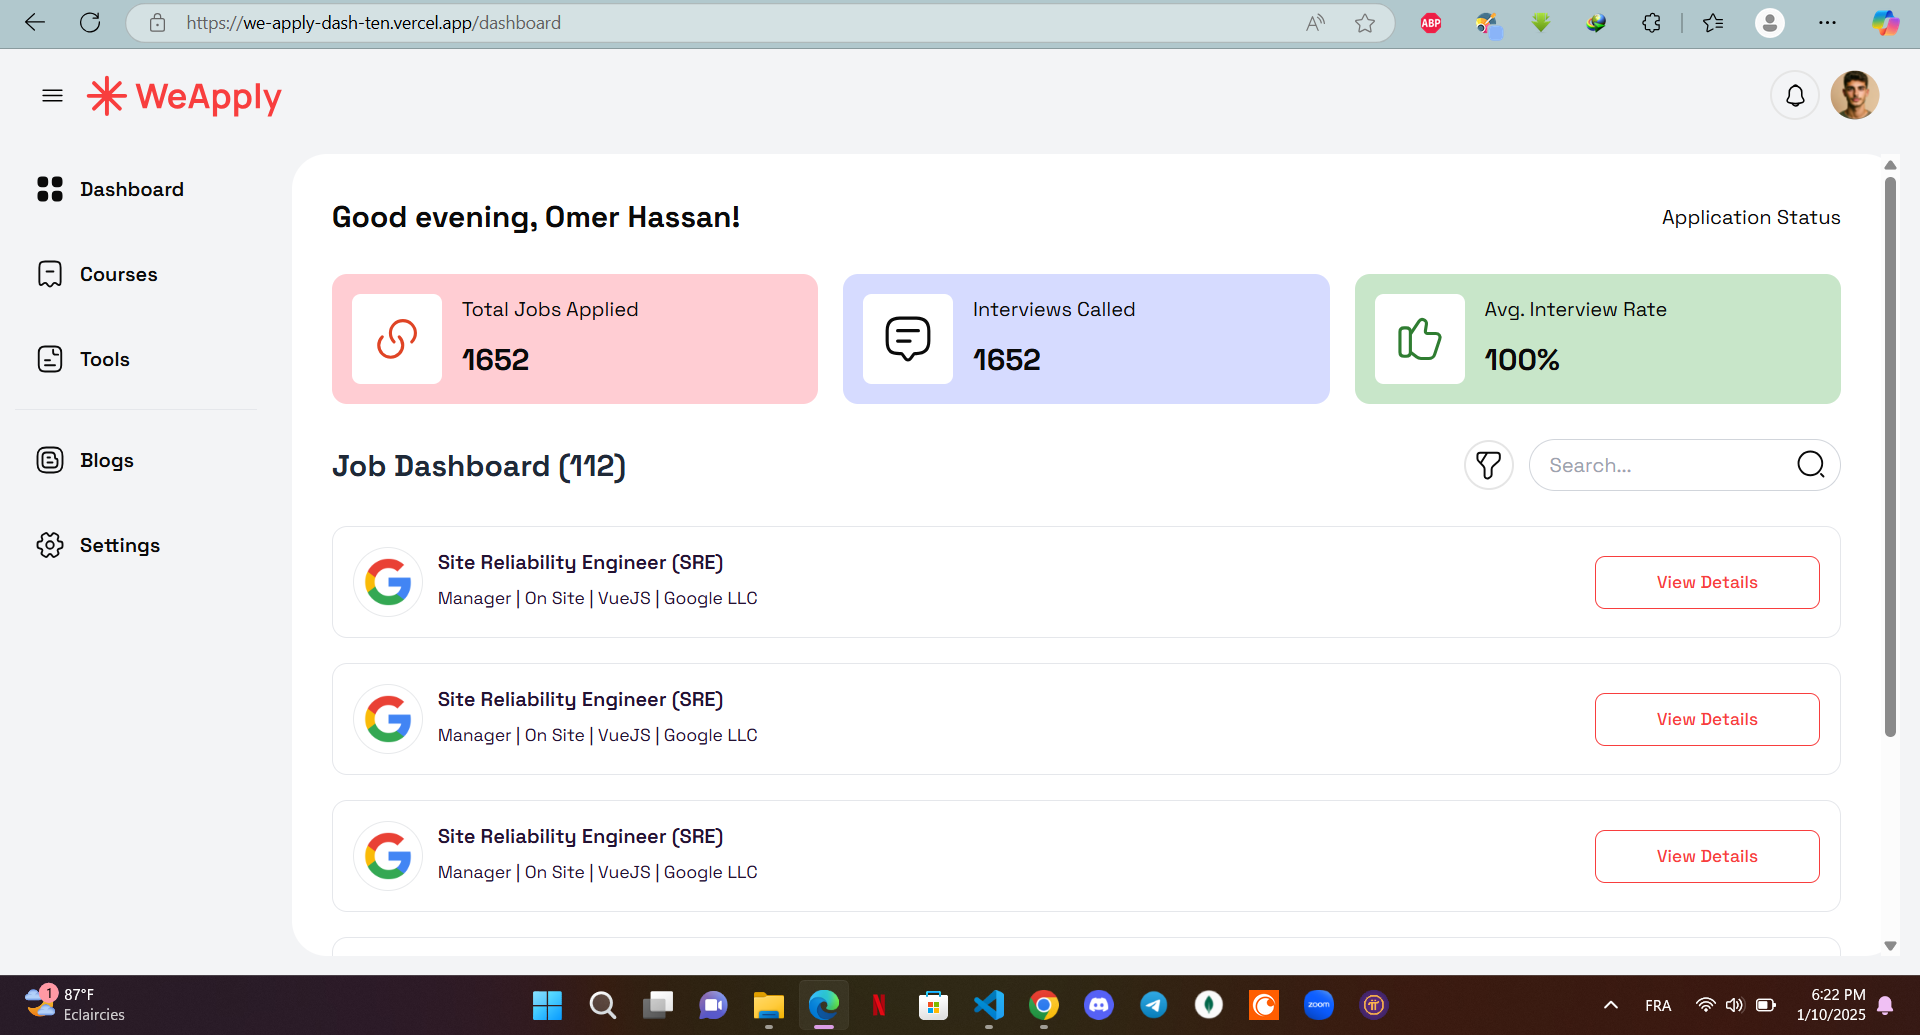 https://we-apply-dash-ten.vercel.app/dashboard
ABP
WeApply
Dashboard
Courses
Tools
Blogs
Settings
Good evening, Omer Hassan!
Application Status
Total Jobs Applied
1652
Interviews Called
1652
Avg. Interview Rate
100%
Job Dashboard (112)
Search...
Site Reliability Engineer (SRE)
Manager | On Site | VueJS | Google LLC
View Details
Site Reliability Engineer (SRE)
Manager | On Site | VueJS | Google LLC
View Details
Site Reliability Engineer (SRE)
Manager | On Site | VueJS | Google LLC
View Details
1
87°F
Eclaircies
zoom
FRA
6:22 PM
1/10/2025